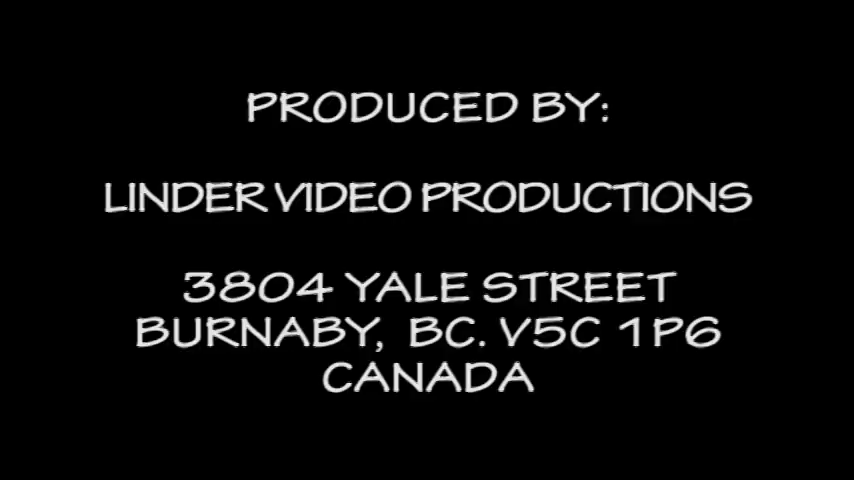 PRODUCED BY:
LINDER VIDEO PRODUCTIONS
3804 YALE STREET
BURNABY, BC. V5C 1P6
CANADA